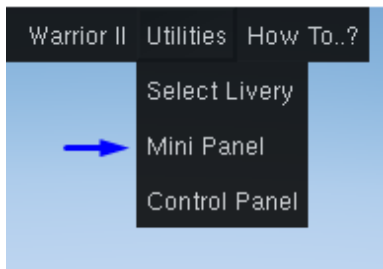 Warrior II Utilities How To..?
Select Livery
Mini Panel
Control Panel